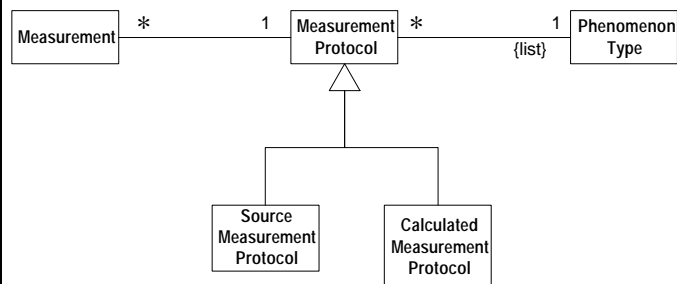 Measurement
*
1
Measurement
Protocol
*
1
{list}
Phenomenon
Type
Source
Measurement
Protocol
Calculated
Measurement
Protocol